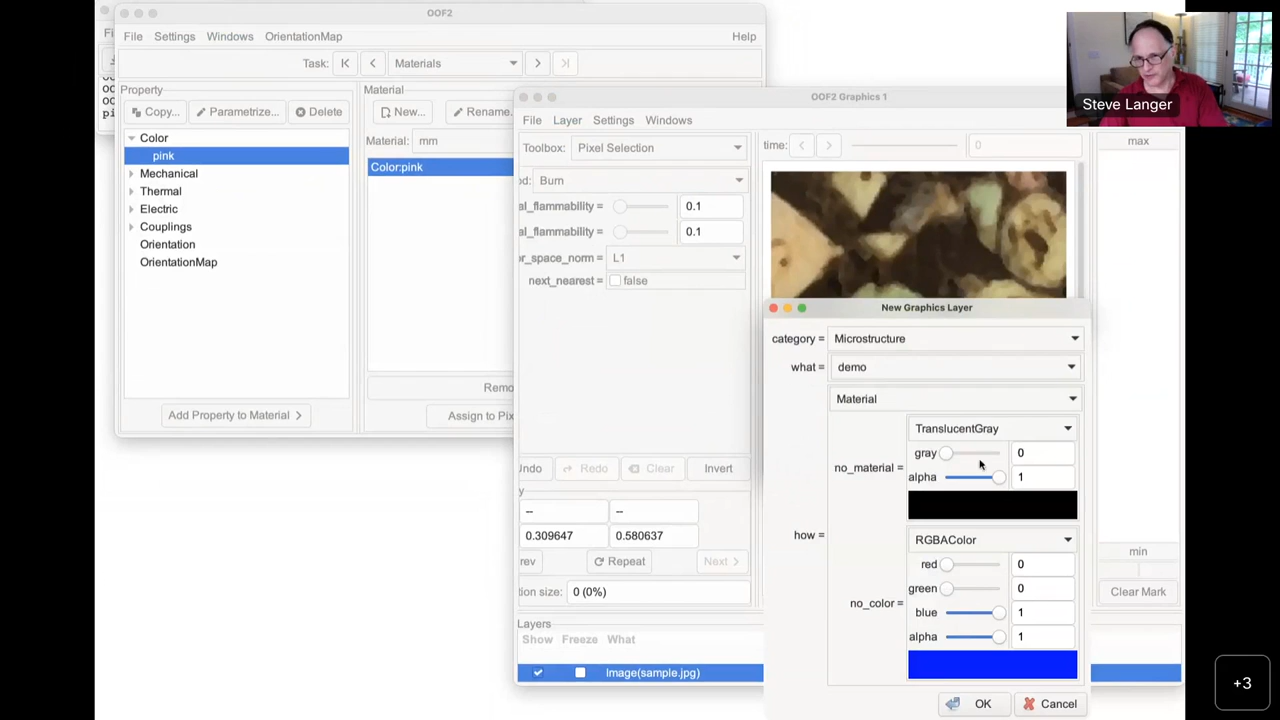 OOF2
File Settings Windows OrientationMap Help
Task: Materials
Property
Copy... Parametrize... Delete
Color
pink
Mechanical
Thermal
Electric
Couplings
Orientation
OrientationMap
Add Property to Material
Material
New... Rename.
Material: mm
Color:pink
Remo
Assign to Pix
OOF2 Graphics 1
File Layer Settings Windows
Toolbox: Pixel Selection
time: 0
max
d: Burn
al_flammability = 0.1
al_flammability = 0.1
r_space_norm = L1
next_nearest = false
Undo Redo Clear Invert
y
-- --
0.309647 0.580637
rev Repeat Next
tion size: 0 (0%)
min
Clear Mark
Layers
Show Freeze What
Image(sample.jpg)
New Graphics Layer
category = Microstructure
what = demo
how =
Material
no_material =
TranslucentGray
gray 0
alpha 1
no_color =
RGBAColor
red 0
green 0
blue 1
alpha 1
OK Cancel
Steve Langer
+3